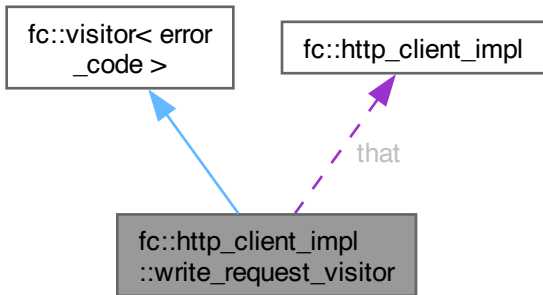 fc::visitor< error
_code >
fc::http_client_impl
that
fc::http_client_impl
::write_request_visitor